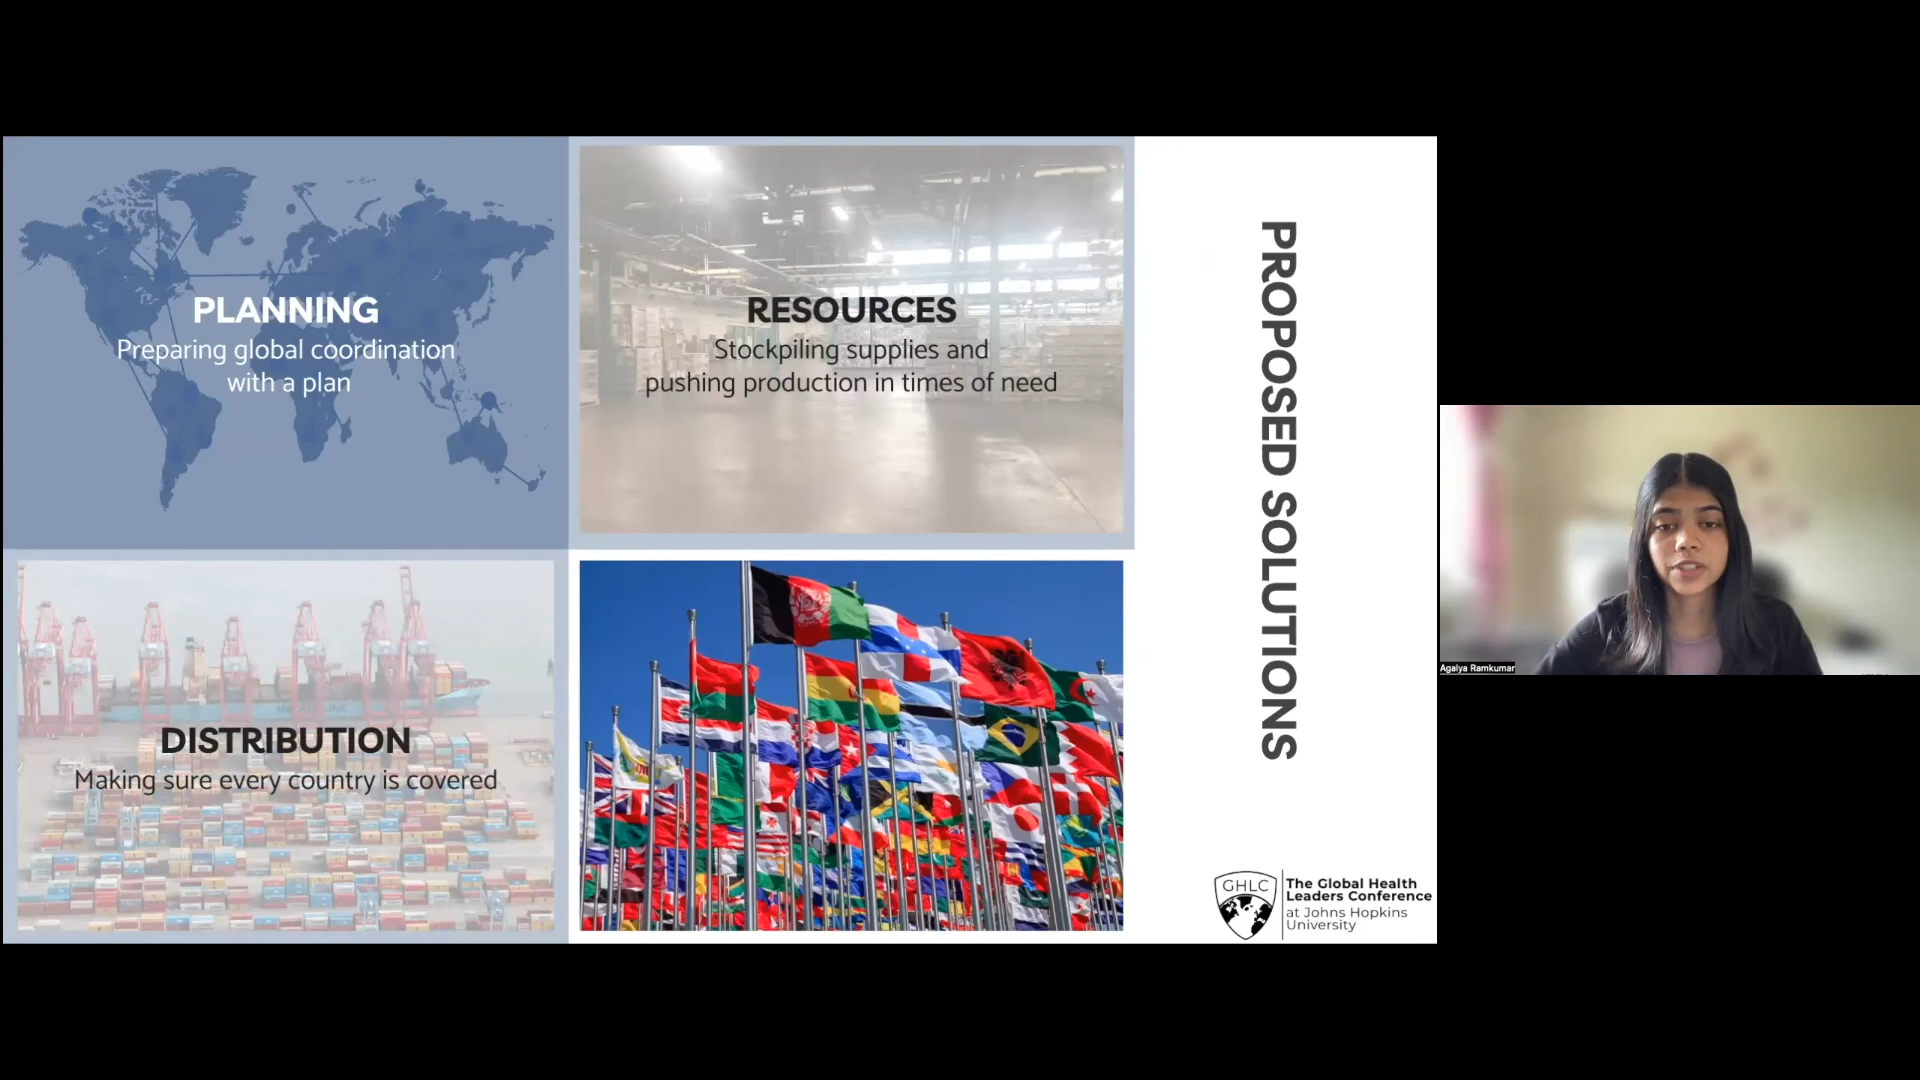 PLANNING
Preparing global coordination
with a plan
RESOURCES
Stockpiling supplies and
pushing production in times of need
DISTRIBUTION
Making sure every country is covered
PROPOSED SOLUTIONS
GHLC
The Global Health
Leaders Conference
at Johns Hopkins
University
Agalya Ramkumar